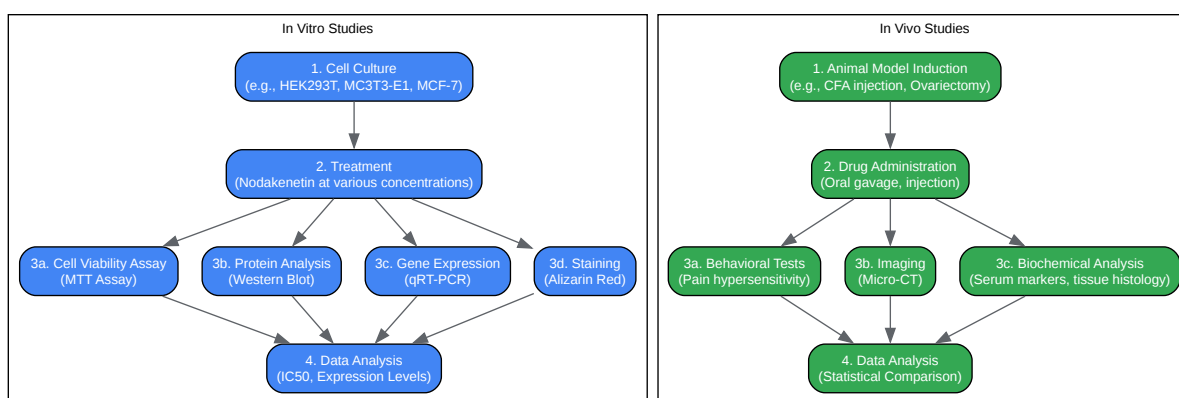 In Vitro Studies
1. Cell Culture
(e.g., HEK293T, MC3T3-E1, MCF-7)
2. Treatment
(Nodakenetin at various concentrations)
3a. Cell Viability Assay
(MTT Assay)
3b. Protein Analysis
(Western Blot)
3c. Gene Expression
(qRT-PCR)
3d. Staining
(Alizarin Red)
4. Data Analysis
(IC50, Expression Levels)
In Vivo Studies
1. Animal Model Induction
(e.g., CFA injection, Ovariectomy)
2. Drug Administration
(Oral gavage, injection)
3a. Behavioral Tests
(Pain hypersensitivity)
3b. Imaging
(Micro-CT)
3c. Biochemical Analysis
(Serum markers, tissue histology)
4. Data Analysis
(Statistical Comparison)